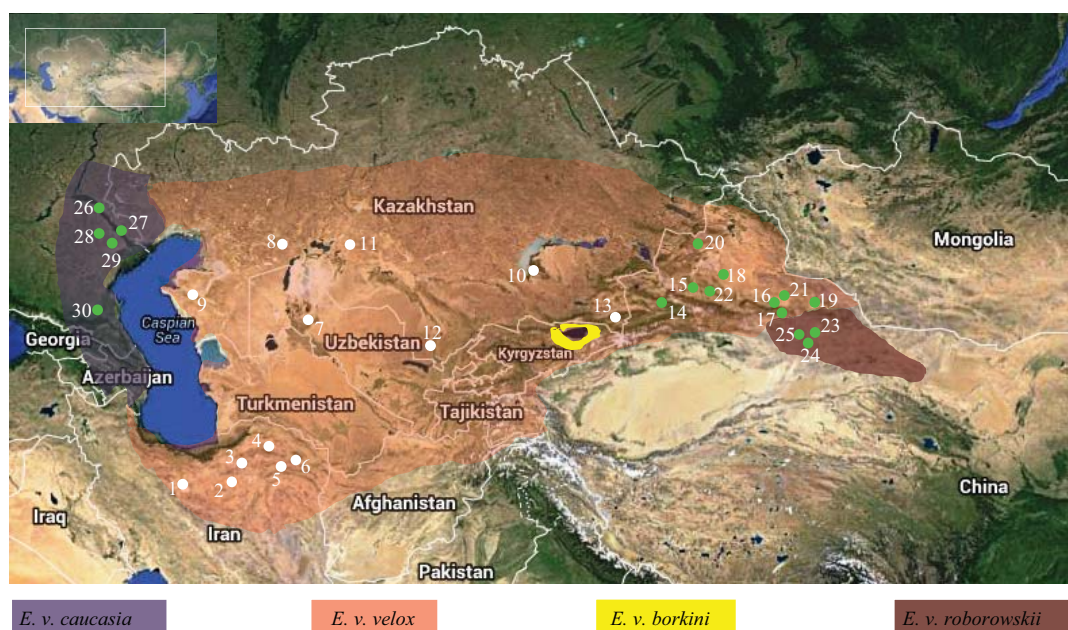 Kazakhstan
Mongolia
26
27
28
29
8
11
20
10
15
18
22
9
30
7
13
14
16
21
19
17
23
25
24
12
Caspian
Sea
Georgia
Uzbekistan
Kyrgyzstan
Azerbaijan
Turkmenistan
Tajikistan
4
3
6
5
1
2
Afghanistan
China
Iraq
Iran
Pakistan
E. v. caucasia
E. v. velox
E. v. borkini
E. v. roborowskii